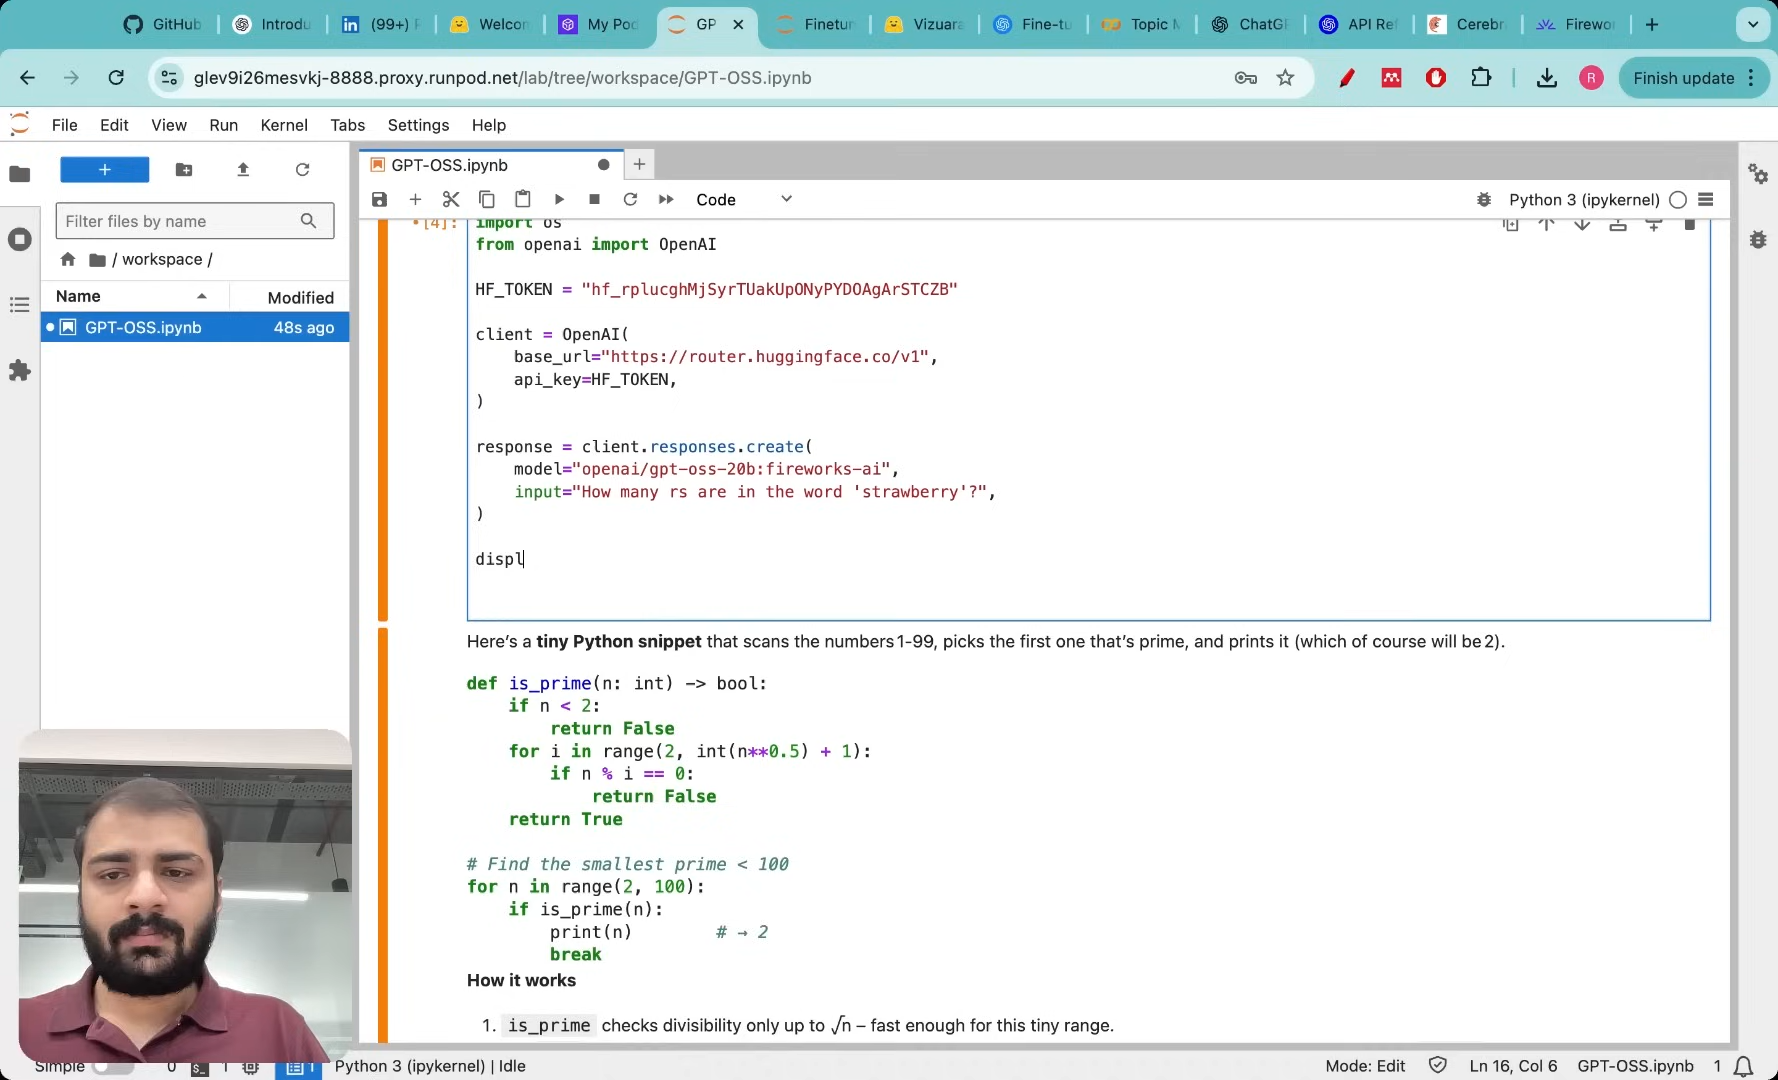 GitHub
Introdu
(99+) F
Welcon
My Pod
GP
Finetun
Vizuara
Fine-tu
Topic M
ChatGP
API Ref
Cerebr
Firewor
glev9i26mesvkj-8888.proxy.runpod.net/lab/tree/workspace/GPT-OSS.ipynb
R
Finish update
File Edit View Run Kernel Tabs Settings Help
GPT-OSS.ipynb
Code
Python 3 (ipykernel)
Filter files by name
/ workspace /
Name Modified
GPT-OSS.ipynb 48s ago
[4]:
import os
from openai import OpenAI
HF_TOKEN = "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"
client = OpenAI(
base_url="https://router.huggingface.co/v1",
api_key=HF_TOKEN,
)
response = client.responses.create(
model="openai/gpt-oss-20b:fireworks-ai",
input="How many rs are in the word 'strawberry'?",
)
displ
Here's a tiny Python snippet that scans the numbers 1-99, picks the first one that's prime, and prints it (which of course will be 2).
def is_prime(n: int) -> bool:
if n < 2:
return False
for i in range(2, int(n**0.5) + 1):
if n % i == 0:
return False
return True
# Find the smallest prime < 100
for n in range(2, 100):
if is_prime(n):
print(n) # → 2
break
How it works
1. is_prime checks divisibility only up to √n – fast enough for this tiny range.
Simple 0 1 1 Python 3 (ipykernel) | Idle
Mode: Edit Ln 16, Col 6 GPT-OSS.ipynb 1